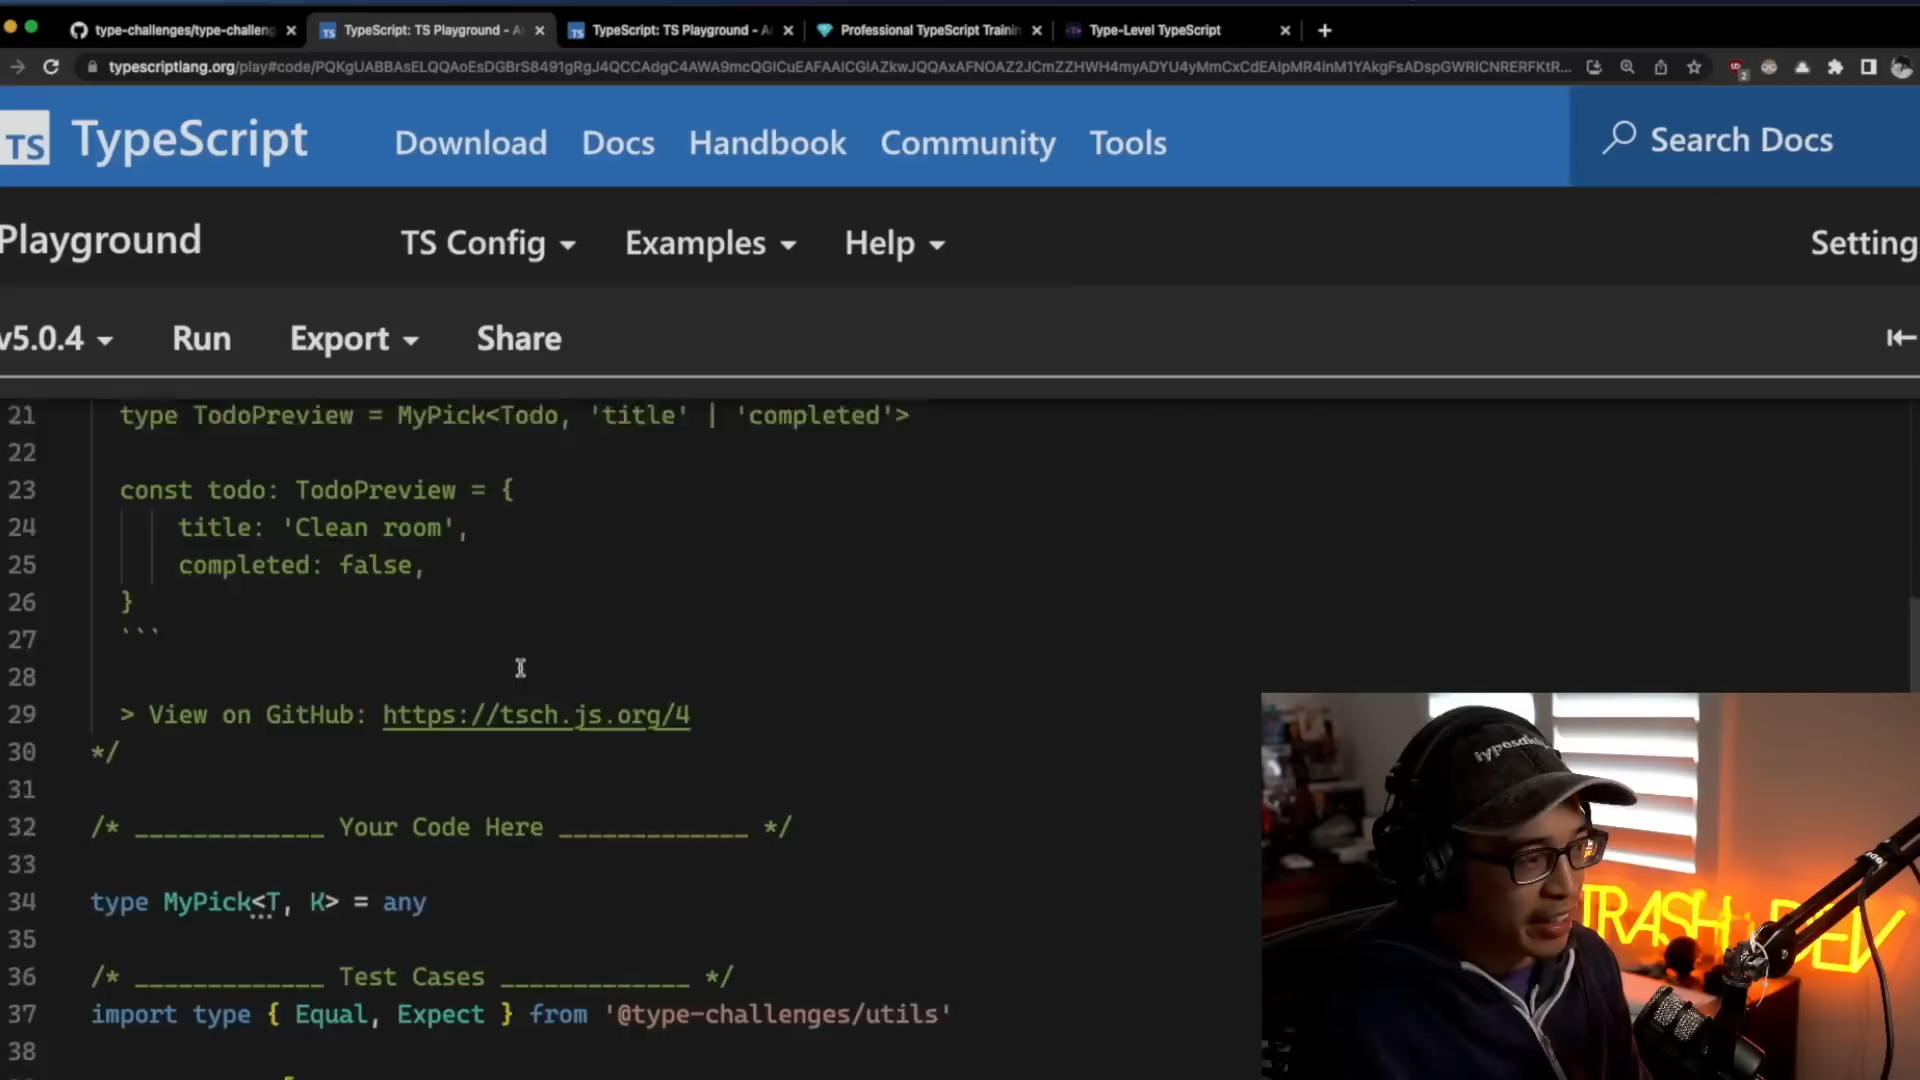 type-challenges/type-challeng
TypeScript: TS Playground - A
TypeScript: TS Playground - A
Professional TypeScript Trainin
Type-Level TypeScript
typescriptlang.org/play#code/
TS TypeScript
Download
Docs
Handbook
Community
Tools
Search Docs
Playground
TS Config
Examples
Help
Setting
v5.0.4
Run
Export
Share
21 type TodoPreview = MyPick<Todo, 'title' | 'completed'>
22
23 const todo: TodoPreview = {
24 title: 'Clean room',
25 completed: false,
26 }
27 ```
28
29 > View on GitHub: https://tsch.js.org/4
30 */
31
32 /* _____________ Your Code Here _____________ */
33
34 type MyPick<T, K> = any
35
36 /* _____________ Test Cases _____________ */
37 import type { Equal, Expect } from '@type-challenges/utils'
38
TRASH DEV